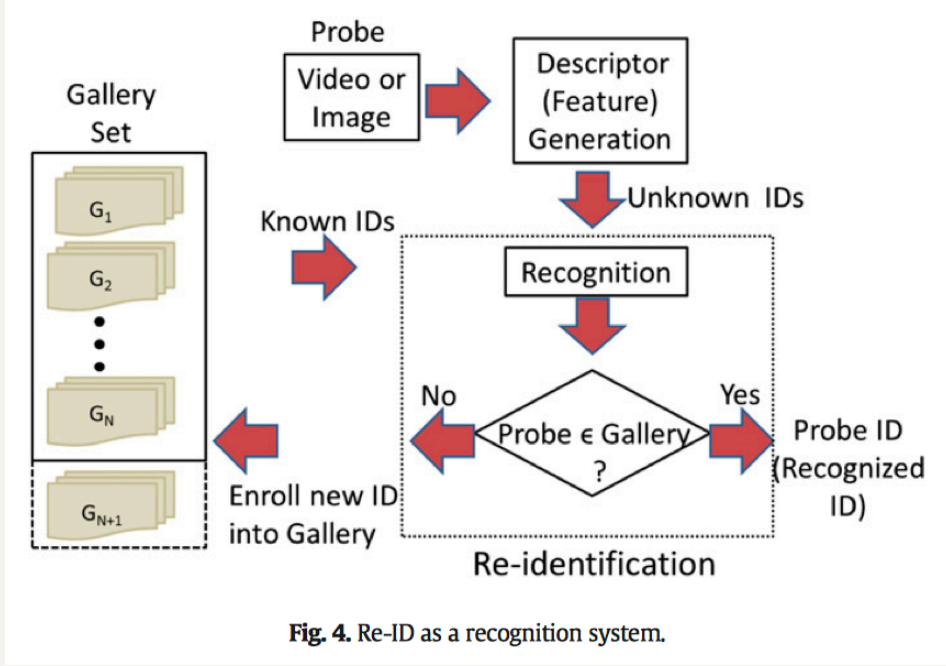 Probe
Video or
Image
Descriptor
(Feature)
Generation
Gallery
Set
G1
G2
GN
GN+1
Known IDs
Unknown IDs
Recognition
No
Yes
Probe ϵ Gallery
?
Probe ID
(Recognized
ID)
Enroll new ID
into Gallery
Re-identification
Fig. 4. Re-ID as a recognition system.